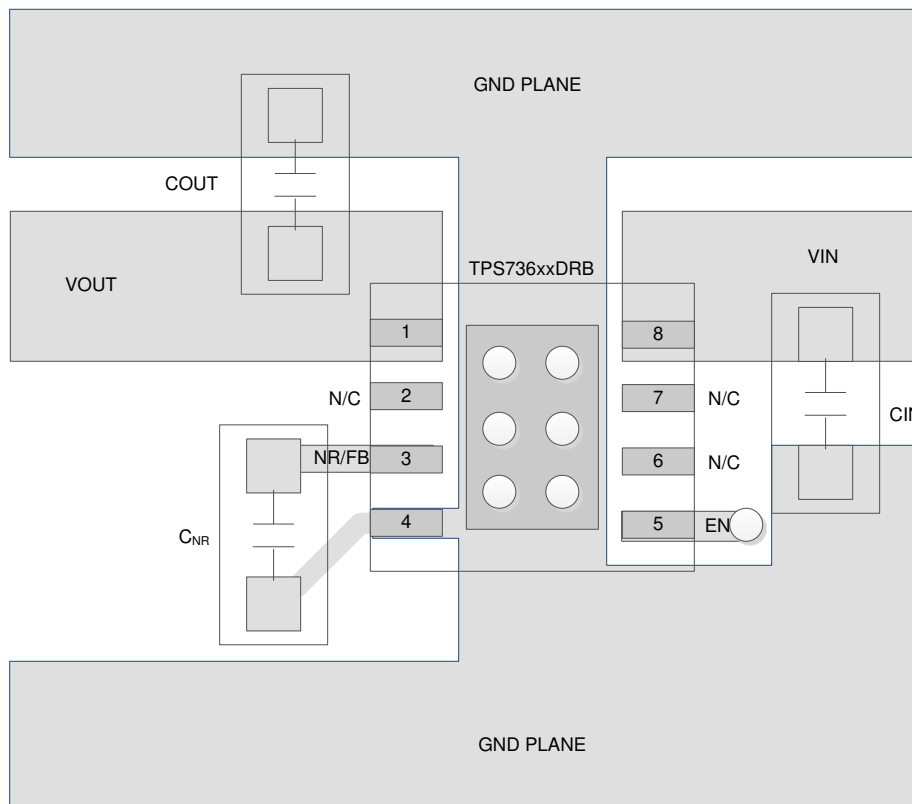 GND PLANE
COUT
TPS736xxDRB
VIN
VOUT
1
8
N/C
2
7
N/C
CIN
NR/FB
3
6
N/C
4
5
EN
CNR
GND PLANE